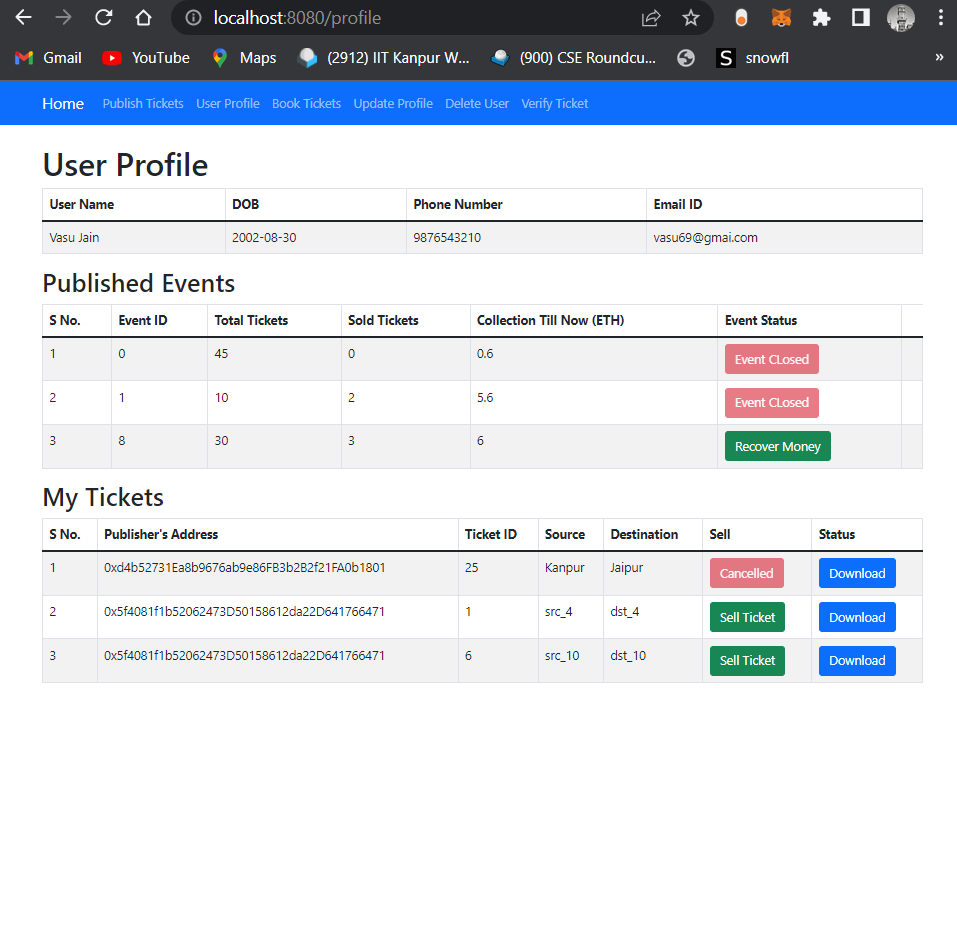 localhost:8080/profile
Gmail YouTube Maps (2912) IIT Kanpur W... (900) CSE Roundcu... S snowfl »
Home Publish Tickets User Profile Book Tickets Update Profile Delete User Verify Ticket
User Profile
User Name DOB Phone Number Email ID
Vasu Jain 2002-08-30 9876543210 vasu69@gmai.com
Published Events
S No. Event ID Total Tickets Sold Tickets Collection Till Now (ETH) Event Status
1 0 45 0 0.6 Event CLosed
2 1 10 2 5.6 Event CLosed
3 8 30 3 6 Recover Money
My Tickets
S No. Publisher's Address Ticket ID Source Destination Sell Status
1 0xd4b52731Ea8b9676ab9e86FB3b2B2f21FA0b1801 25 Kanpur Jaipur Cancelled Download
2 0x5f4081f1b52062473D50158612da22D641766471 1 src_4 dst_4 Sell Ticket Download
3 0x5f4081f1b52062473D50158612da22D641766471 6 src_10 dst_10 Sell Ticket Download